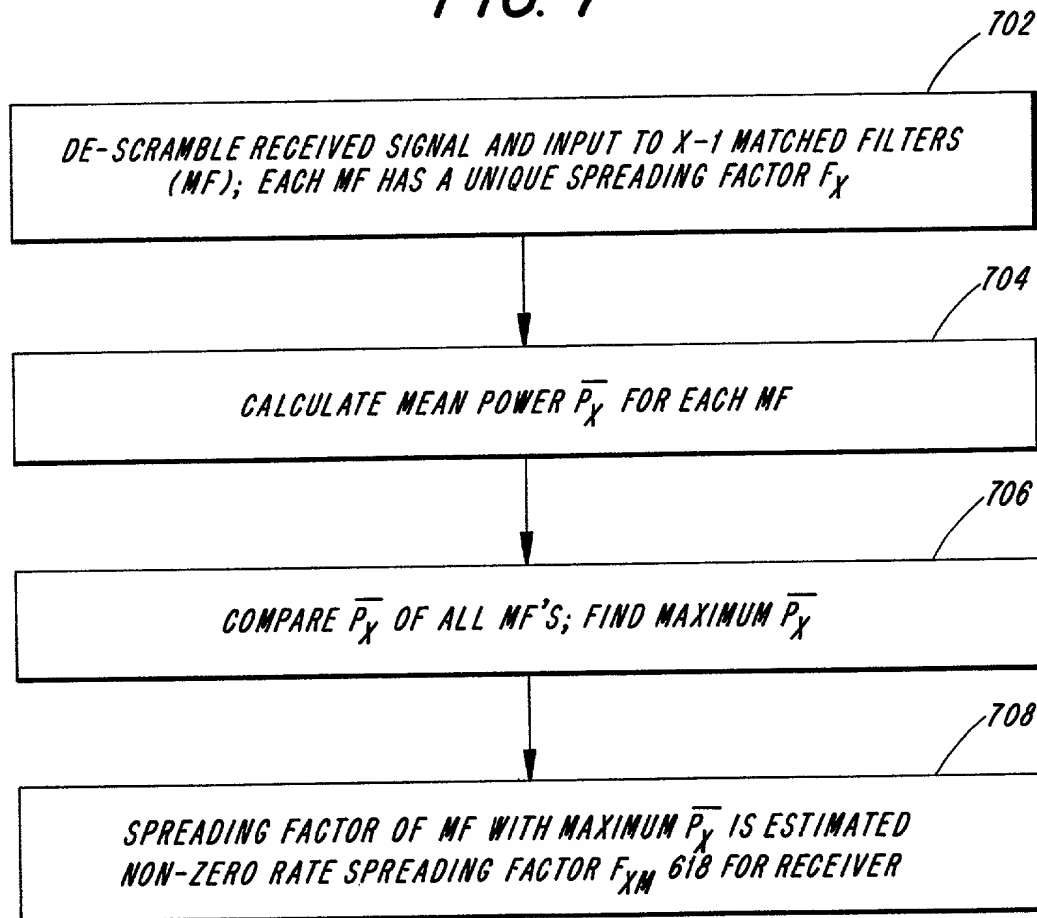 FIG. 7
702
DE-SCRAMBLE RECEIVED SIGNAL AND INPUT TO X-1 MATCHED FILTERS
(MF); EACH MF HAS A UNIQUE SPREADING FACTOR F_X
704
CALCULATE MEAN POWER P̅_X FOR EACH MF
706
COMPARE P̅_X OF ALL MF'S; FIND MAXIMUM P̅_X
708
SPREADING FACTOR OF MF WITH MAXIMUM P̅_X IS ESTIMATED
NON-ZERO RATE SPREADING FACTOR F_XM 618 FOR RECEIVER